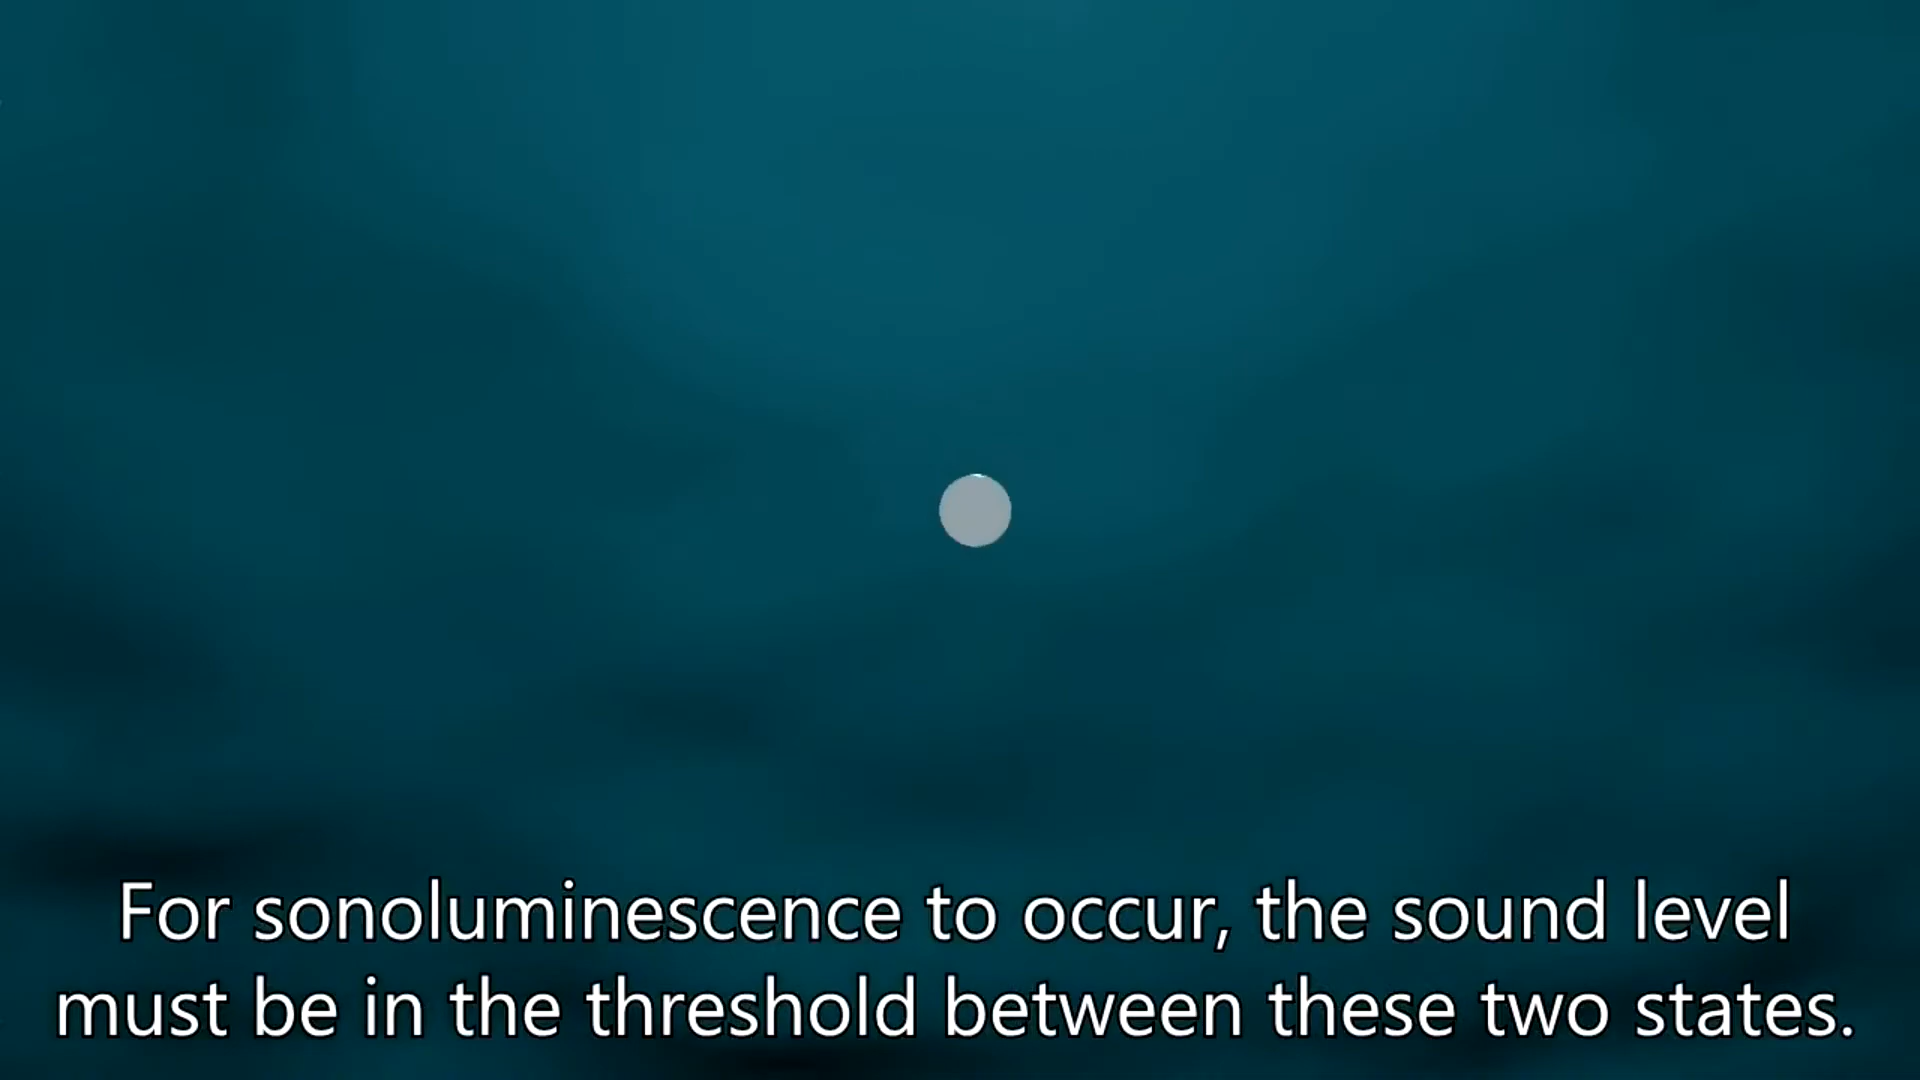 For sonoluminescence to occur, the sound level
must be in the threshold between these two states.